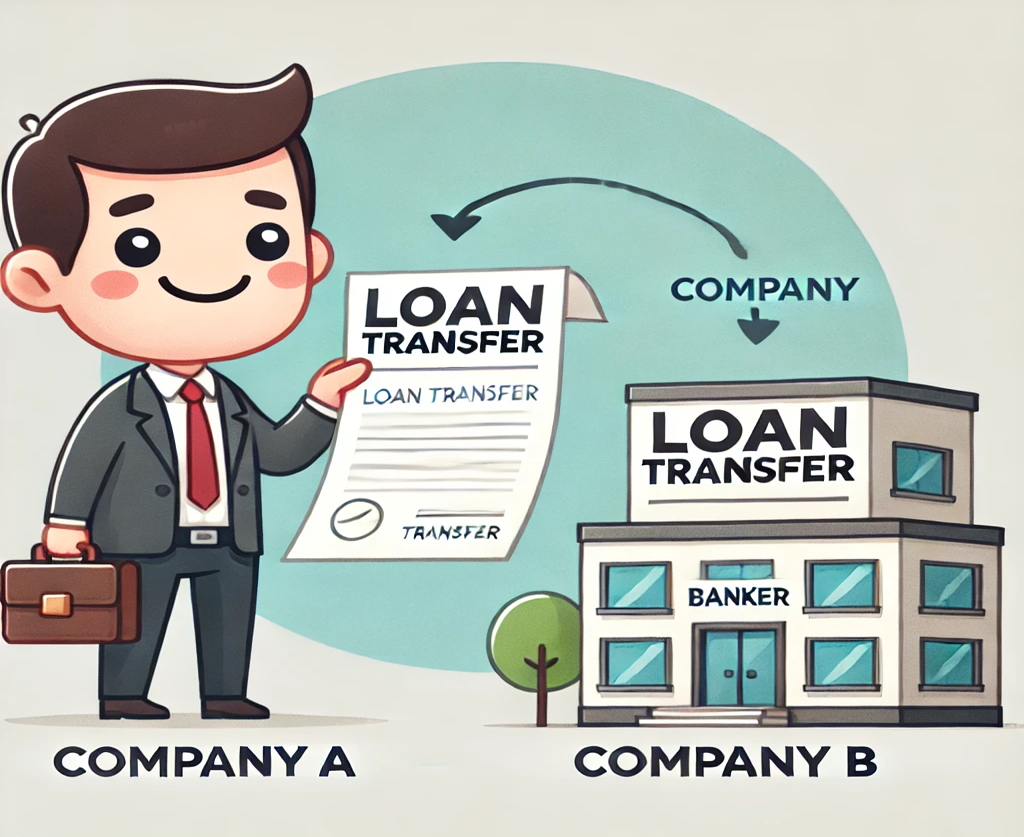 LOAN
TRANSFER
LOAN TRANSFER
TRANSFER
COMPANY
LOAN
TRANSFER
BANKER
COMPANY A
COMPANY B